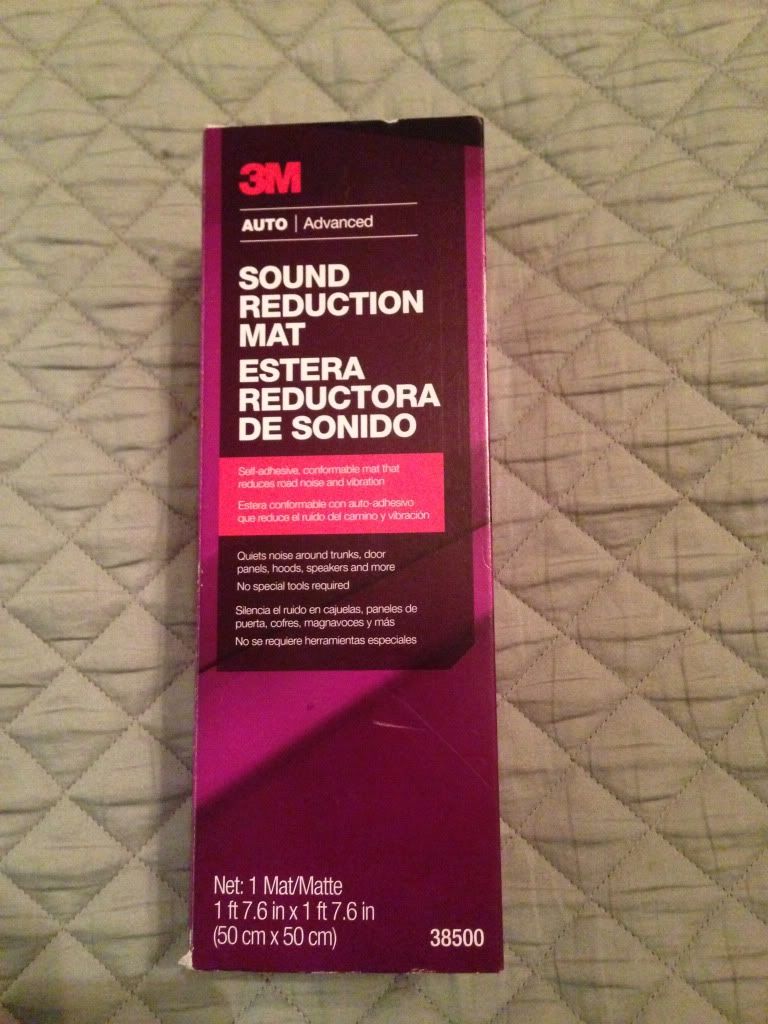 3M
AUTO | Advanced
SOUND
REDUCTION
MAT
ESTERA
REDUCTORA
DE SONIDO
Self-adhesive, conformable mat that
reduces road noise and vibration
Estera conformable con auto-adhesivo
que reduce el ruido del camino y vibración
Quiets noise around trunks, door
panels, hoods, speakers and more
No special tools required
Silencia el ruido en cajuelas, paneles de
puerta, cofres, magnavoces y más
No se requiere herramientas especiales
Net: 1 Mat/Matte
1 ft 7.6 in x 1 ft 7.6 in
(50 cm x 50 cm)
38500